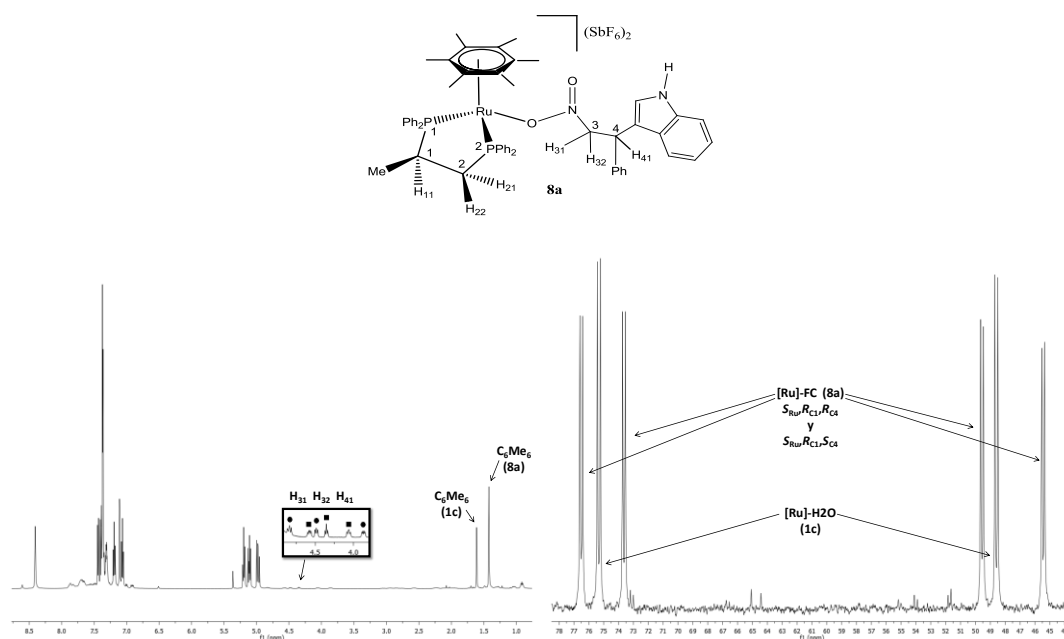 (SbF6)2
H
O
N
Ru
O
N
Ph2P
1
2
PPh2
3
4
H31
H32
H41
Ph
1
2
Me
H11
H21
H22
8a
C6Me6
(8a)
C6Me6
(1c)
H31 H32 H41
4.5 4.0
8.5 8.0 7.5 7.0 6.5 6.0 5.5 5.0 4.5 4.0 3.5 3.0 2.5 2.0 1.5 1.0
[Ru]-FC (8a)
SRu,RC1,RC4
y
SRu,RC1,SC4
[Ru]-H2O
(1c)
78 77 76 75 74 73 72 71 70 69 68 67 66 65 64 63 62 61 60 59 58 57 56 55 54 53 52 51 50 49 48 47 46